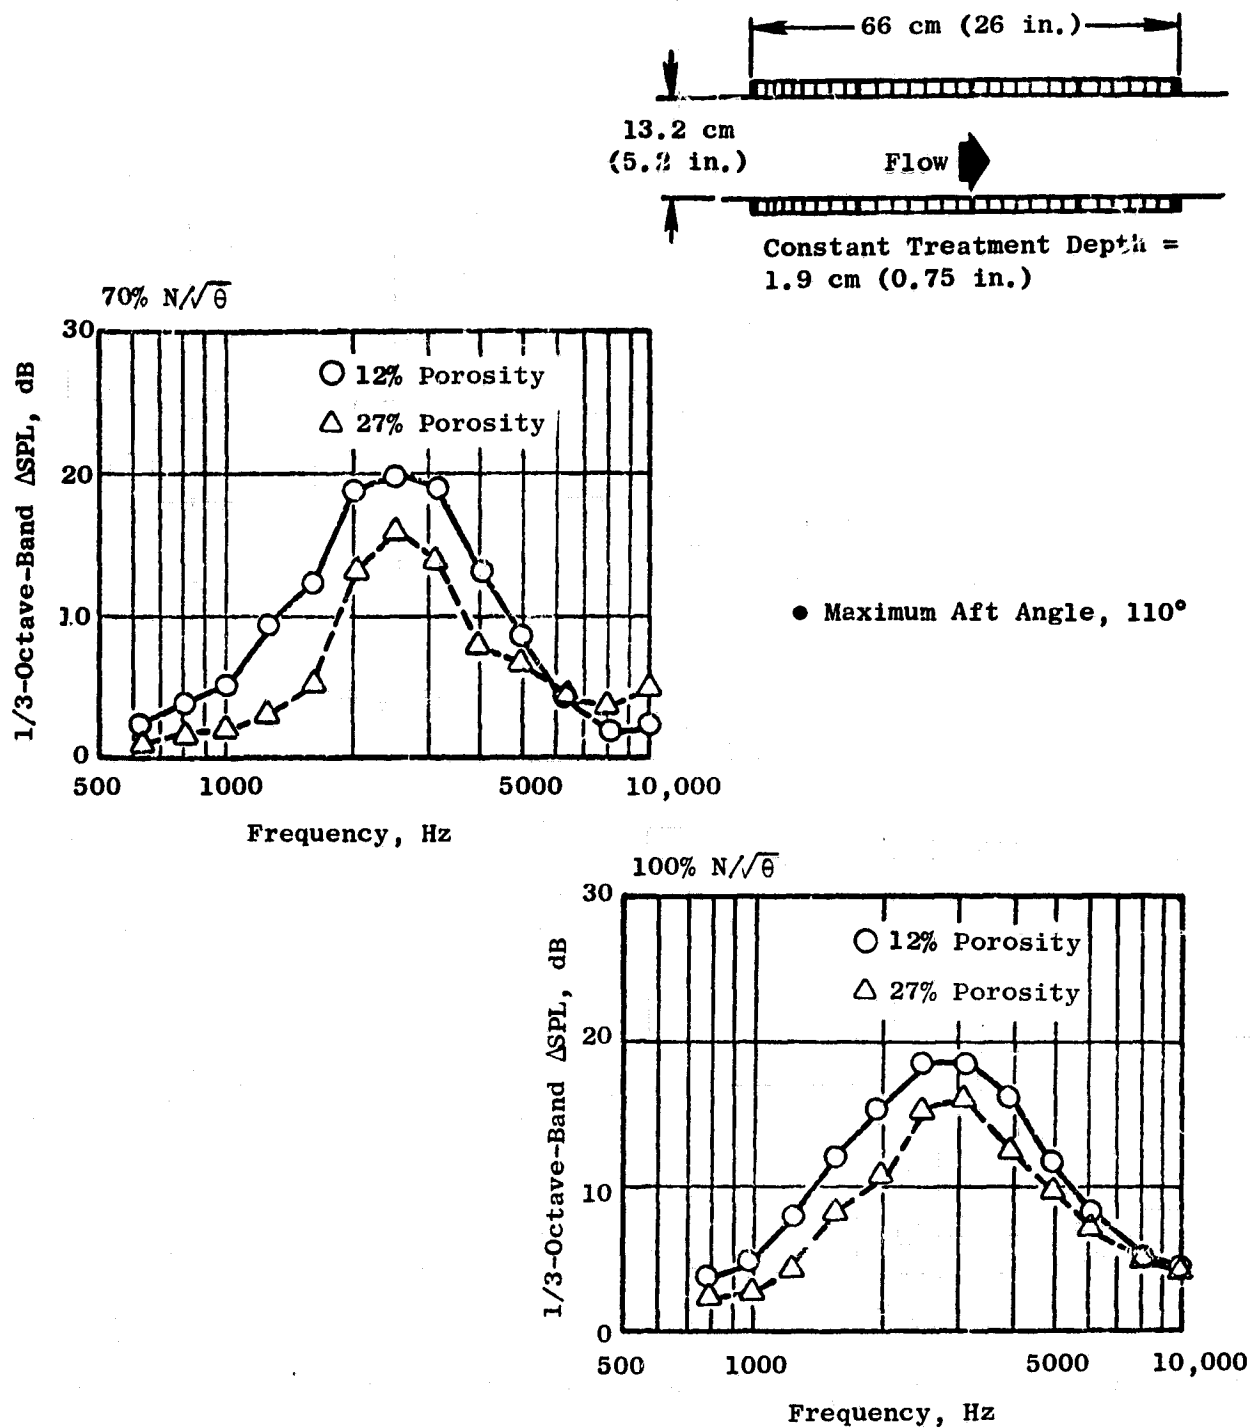 66 cm (26 in.)
13.2 cm
(5.2 in.)
Flow
Constant Treatment Depth =
1.9 cm (0.75 in.)
70% N/√θ
30
20
10
0
1/3-Octave-Band ΔSPL, dB
12% Porosity
27% Porosity
500
1000
5000
10,000
Frequency, Hz
● Maximum Aft Angle, 110°
100% N/√θ
30
20
10
0
1/3-Octave-Band ΔSPL, dB
12% Porosity
27% Porosity
500
1000
5000
10,000
Frequency, Hz